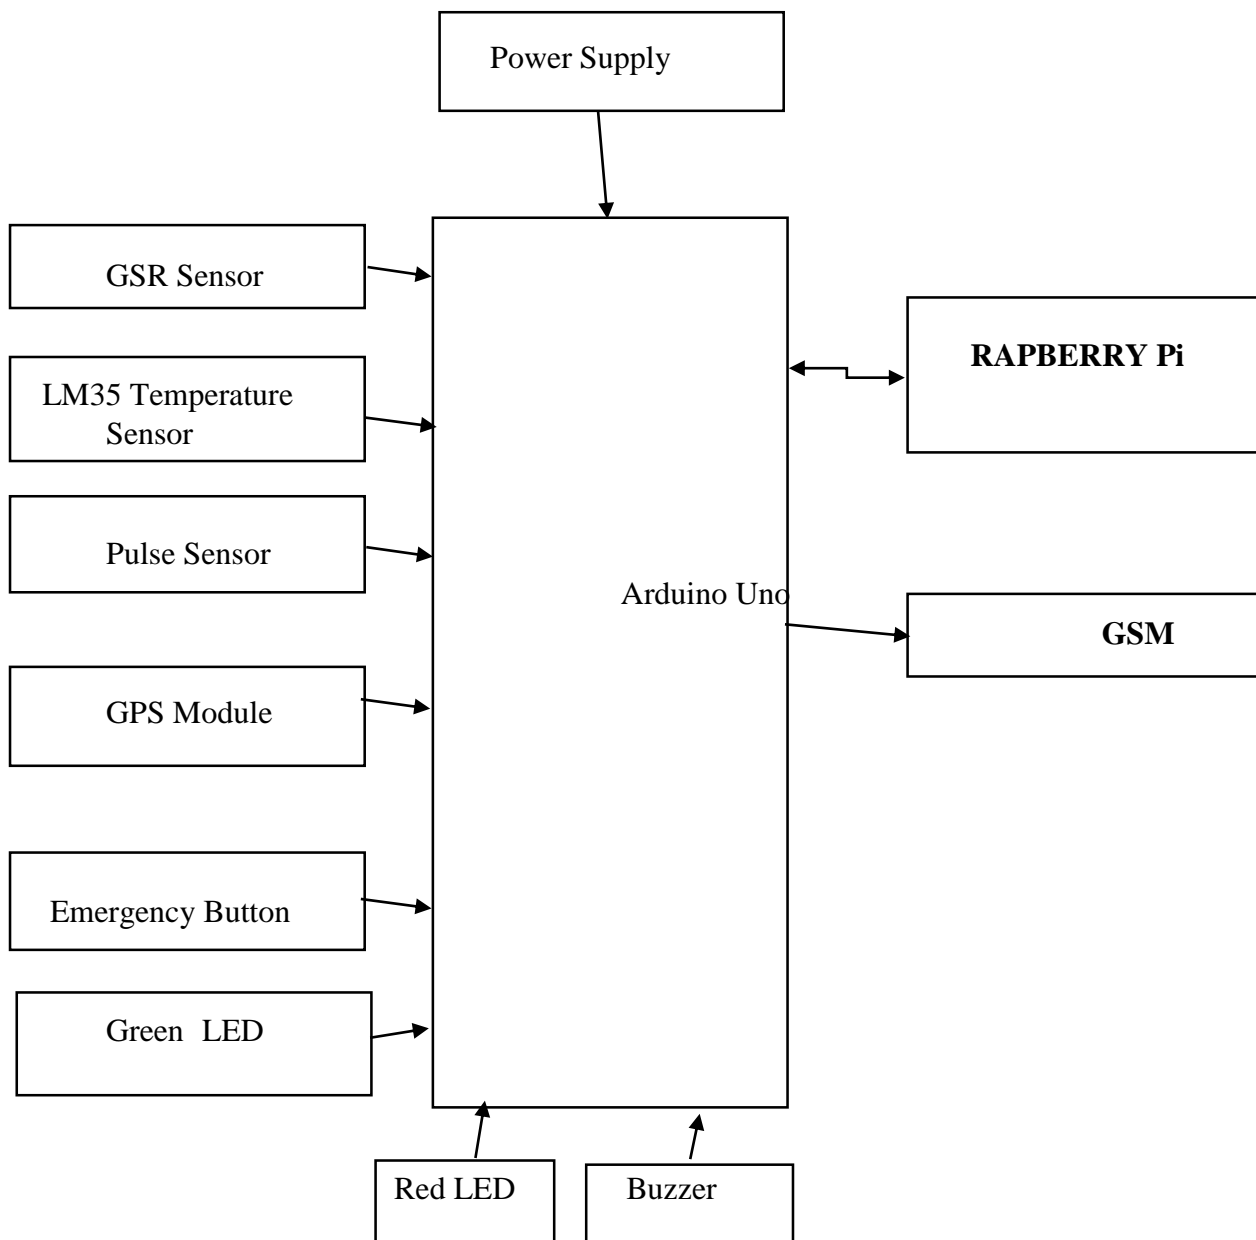 Power Supply
GSR Sensor
RAPBERRY Pi
LM35 Temperature
Sensor
Pulse Sensor
Arduino Uno
GSM
GPS Module
Emergency Button
Green LED
Red LED
Buzzer